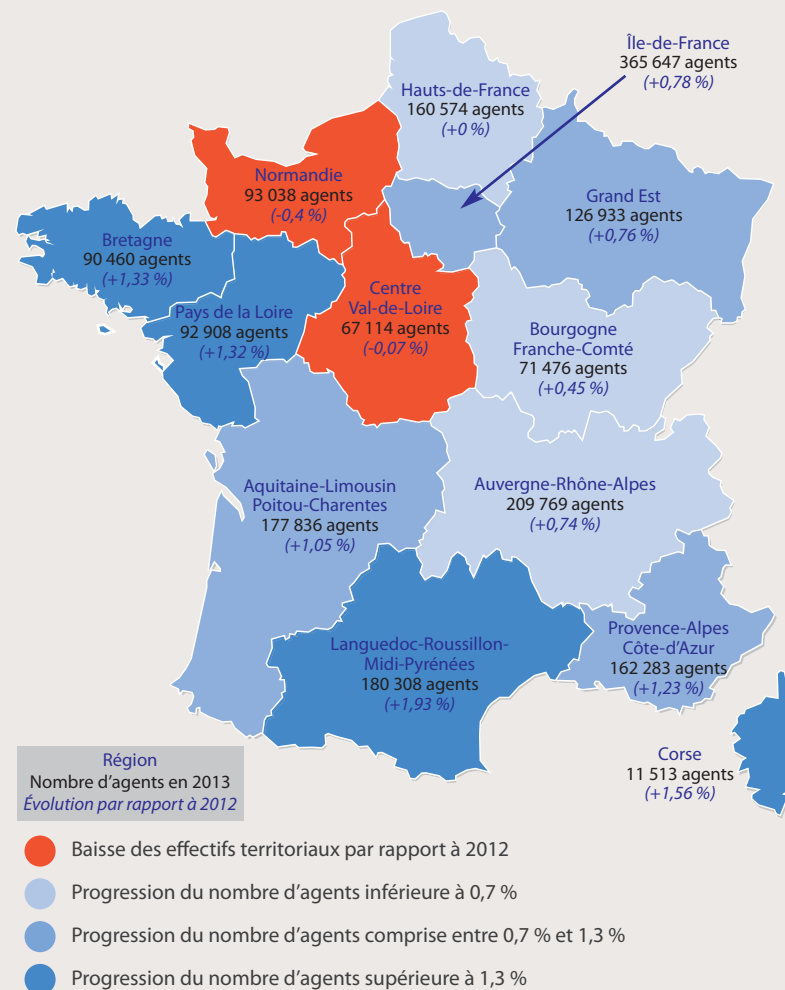 Île-de-France
365 647 agents
(+0,78 %)
Hauts-de-France
160 574 agents
(+0 %)
Normandie
93 038 agents
(-0,4 %)
Grand Est
126 933 agents
(+0,76 %)
Bretagne
90 460 agents
(+1,33 %)
Pays de la Loire
92 908 agents
(+1,32 %)
Centre
Val-de-Loire
67 114 agents
(-0,07 %)
Bourgogne
Franche-Comté
71 476 agents
(+0,45 %)
Aquitaine-Limousin
Poitou-Charentes
177 836 agents
(+1,05 %)
Auvergne-Rhône-Alpes
209 769 agents
(+0,74 %)
Languedoc-Roussillon-
Midi-Pyrénées
180 308 agents
(+1,93 %)
Provence-Alpes
Côte-d'Azur
162 283 agents
(+1,23 %)
Corse
11 513 agents
(+1,56 %)
Région
Nombre d'agents en 2013
Évolution par rapport à 2012
Baisse des effectifs territoriaux par rapport à 2012
Progression du nombre d'agents inférieure à 0,7 %
Progression du nombre d'agents comprise entre 0,7 % et 1,3 %
Progression du nombre d'agents supérieure à 1,3 %